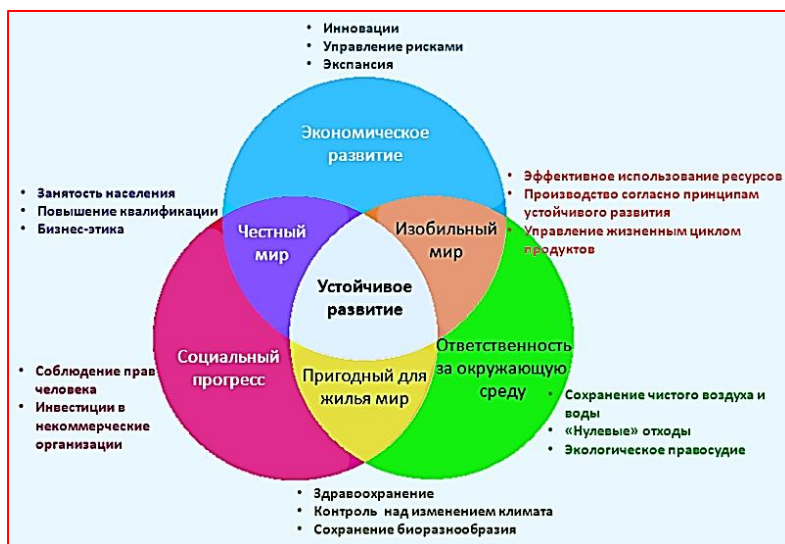 • Инновации
• Управление рисками
• Экспансия
Экономическое
развитие
• Занятость населения
• Повышение квалификации
• Бизнес-этика
• Эффективное использование ресурсов
• Производство согласно принципам
устойчивого развития
• Управление жизненным циклом
продуктов
Честный
мир
Изобильный
мир
Устойчивое
развитие
Социальный
прогресс
Пригодный для
жилья мир
Ответственность
за окружающую
среду
• Соблюдение прав
человека
• Инвестиции в
некоммерческие
организации
• Сохранение чистого воздуха и
воды
• «Нулевые» отходы
• Экологическое правосудие
• Здравоохранение
• Контроль над изменением климата
• Сохранение биоразнообразия